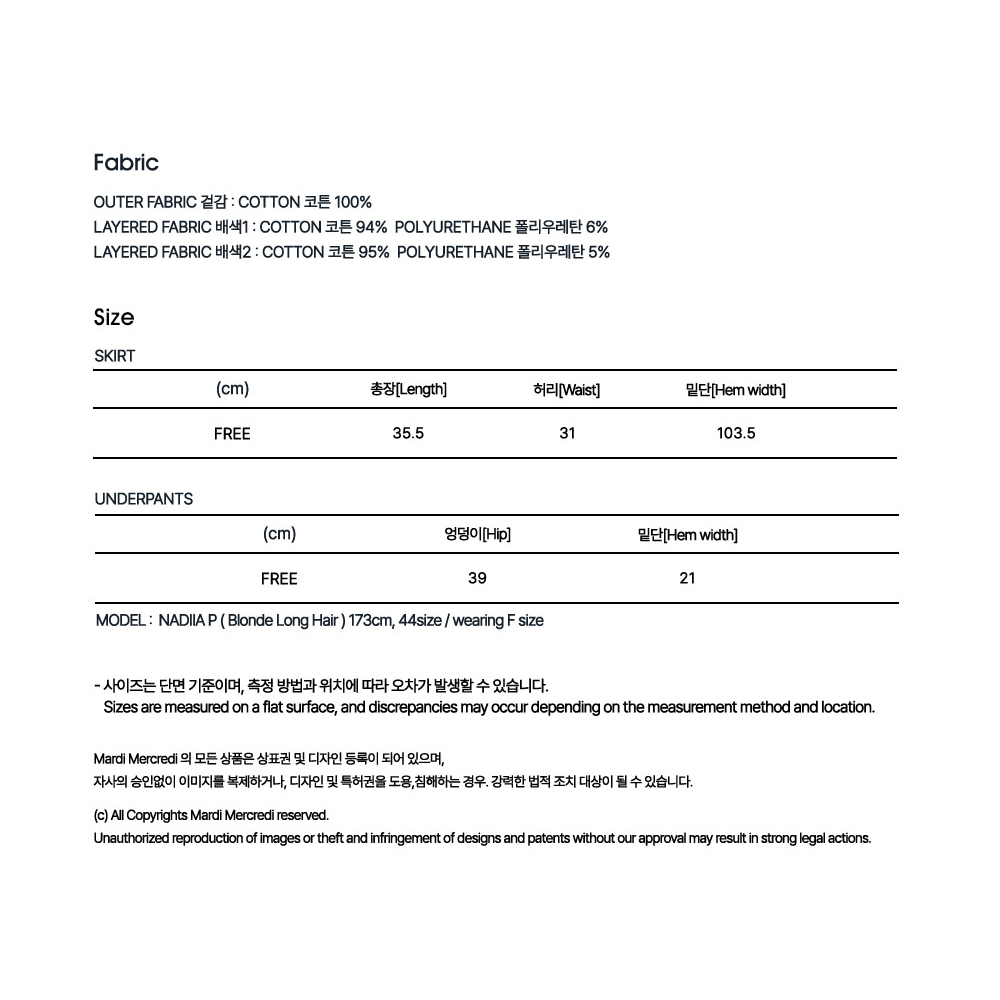 Fabric
OUTER FABRIC 겉감 : COTTON 코튼 100%
LAYERED FABRIC 배색1 : COTTON 코튼 94% POLYURETHANE 폴리우레탄 6%
LAYERED FABRIC 배색2 : COTTON 코튼 95% POLYURETHANE 폴리우레탄 5%
Size
SKIRT
(cm) 총장[Length] 허리[Waist] 밑단[Hem width]
FREE 35.5 31 103.5
UNDERPANTS
(cm) 엉덩이[Hip] 밑단[Hem width]
FREE 39 21
MODEL : NADIIA P ( Blonde Long Hair ) 173cm, 44size / wearing F size
- 사이즈는 단면 기준이며, 측정 방법과 위치에 따라 오차가 발생할 수 있습니다.
Sizes are measured on a flat surface, and discrepancies may occur depending on the measurement method and location.
Mardi Mercredi 의 모든 상품은 상표권 및 디자인 등록이 되어 있으며,
자사의 승인없이 이미지를 복제하거나, 디자인 및 특허권을 도용,침해하는 경우. 강력한 법적 조치 대상이 될 수 있습니다.
(c) All Copyrights Mardi Mercredi reserved.
Unauthorized reproduction of images or theft and infringement of designs and patents without our approval may result in strong legal actions.